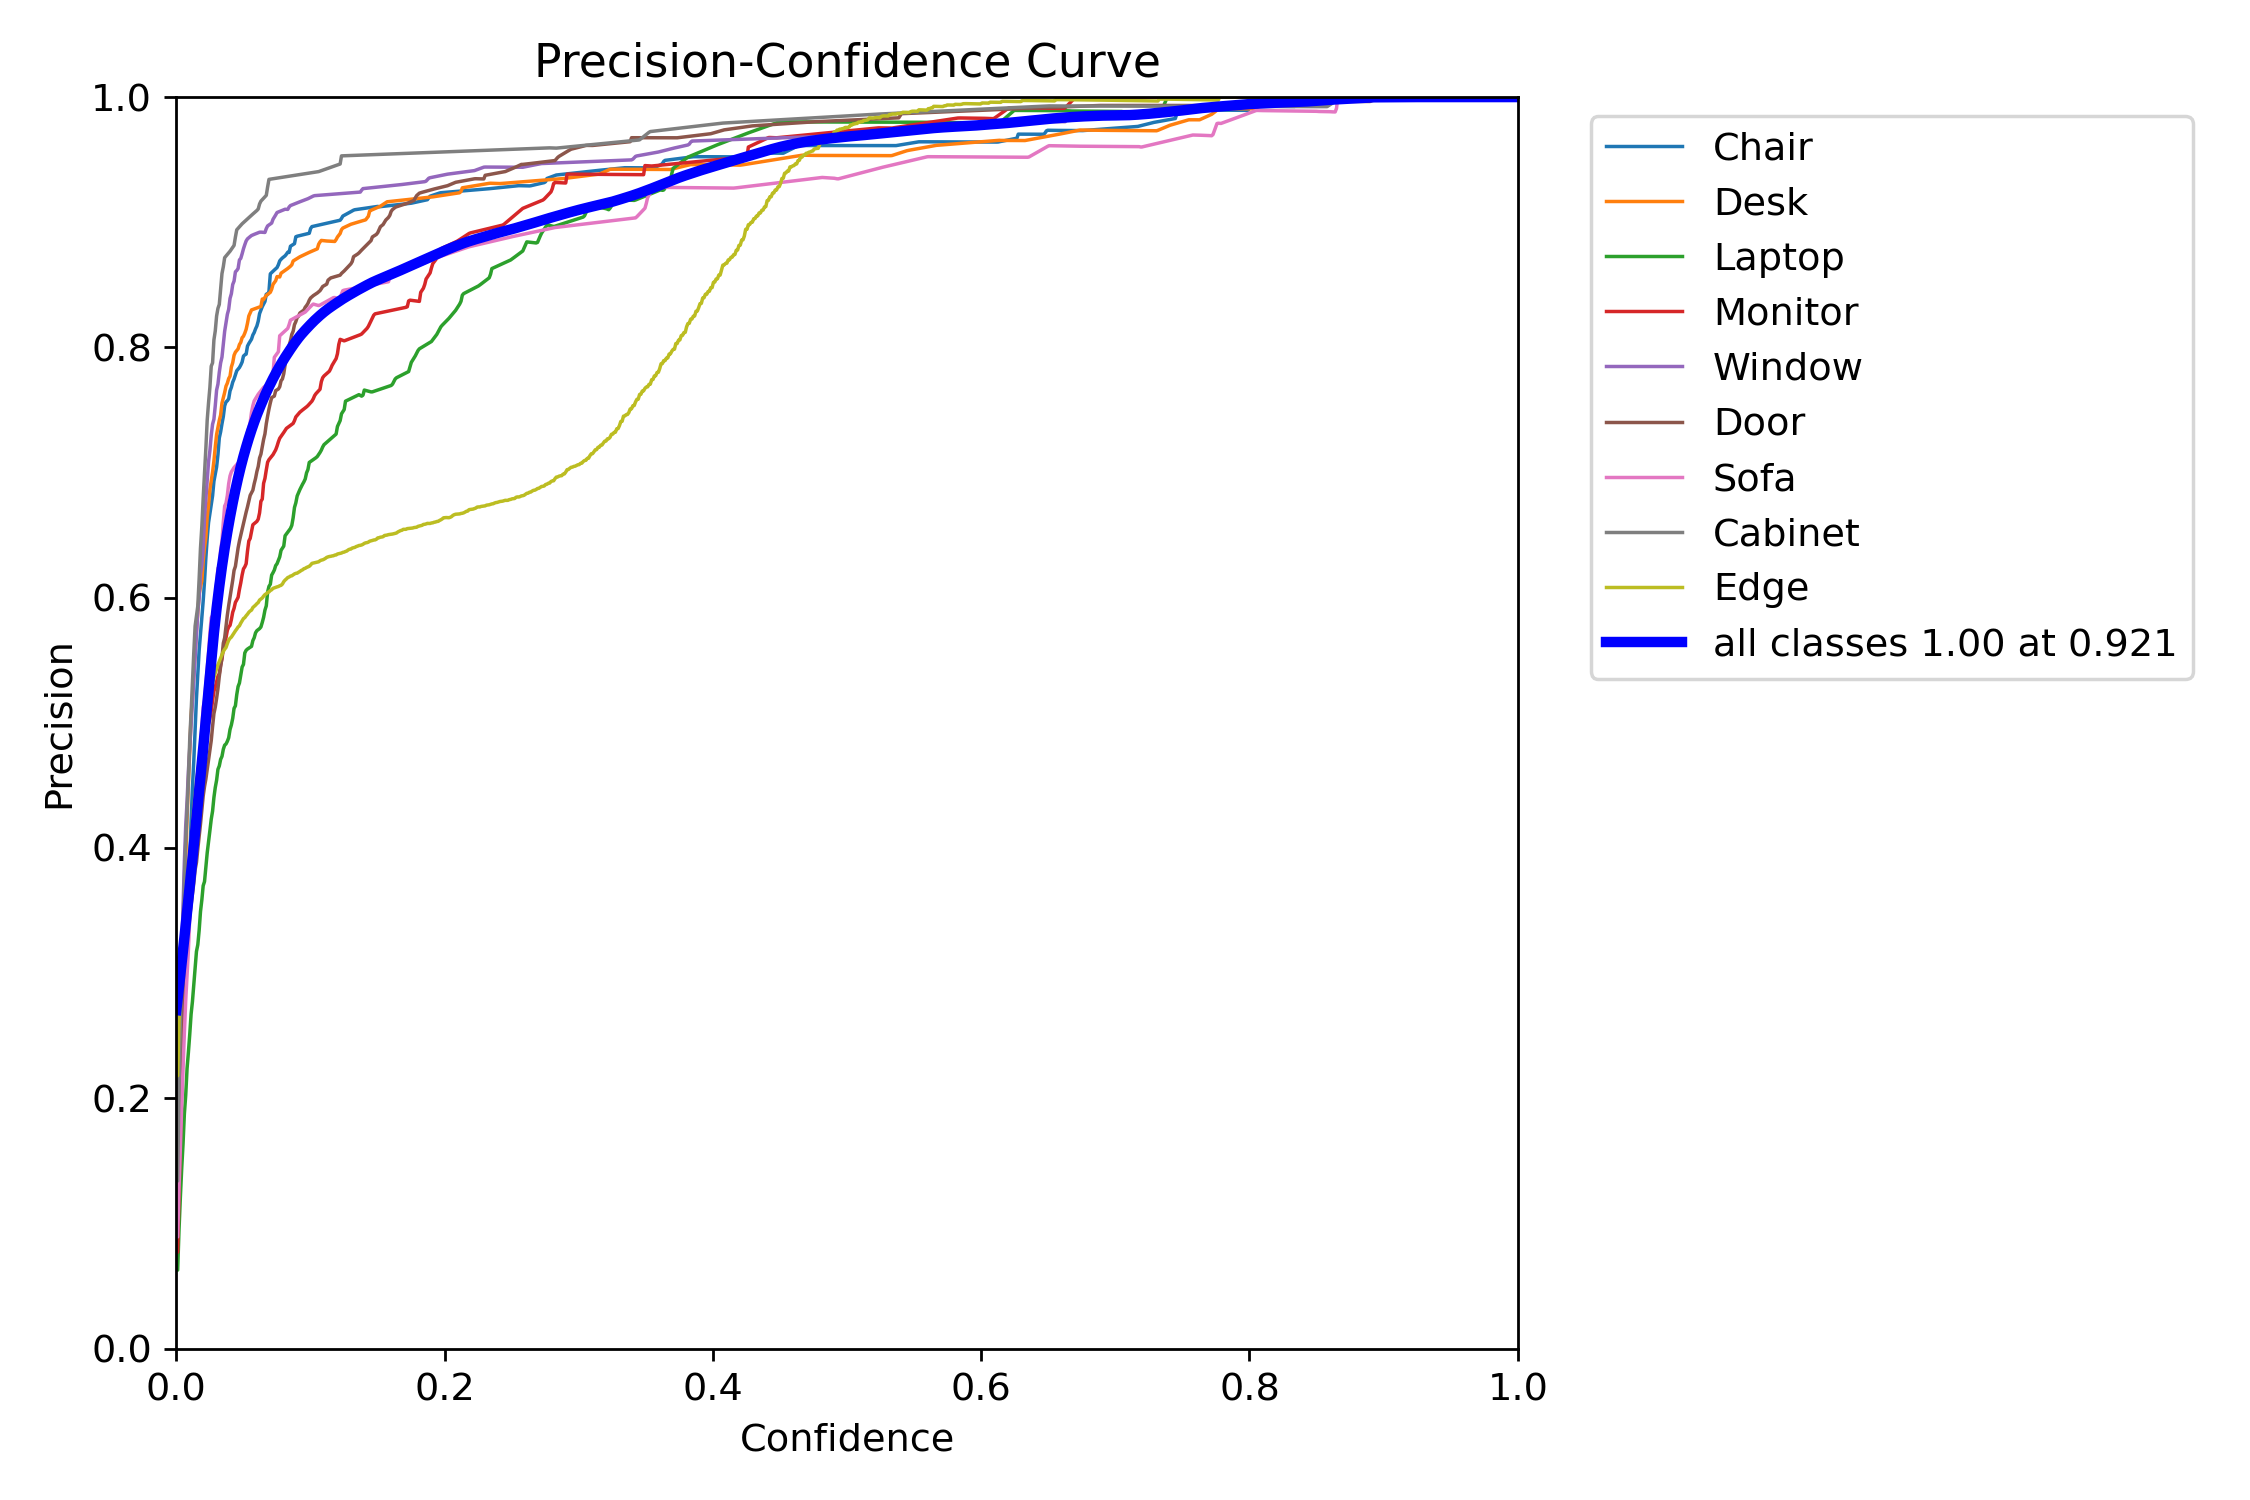 Precision-Confidence Curve
Precision
1.0
0.8
0.6
0.4
0.2
0.0
0.0 0.2 0.4 0.6 0.8 1.0
Confidence
Chair
Desk
Laptop
Monitor
Window
Door
Sofa
Cabinet
Edge
all classes 1.00 at 0.921